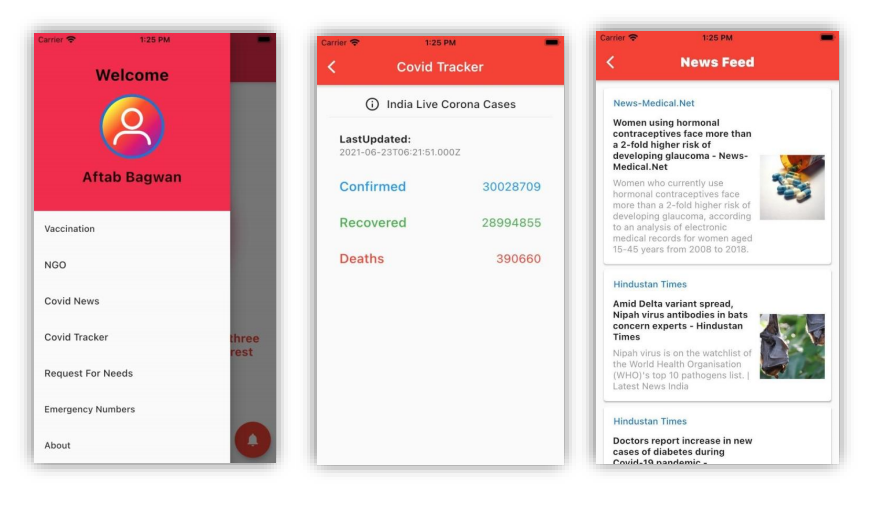 Carrier 1:25 PM
Welcome
Aftab Bagwan
Vaccination
NGO
Covid News
Covid Tracker
Request For Needs
Emergency Numbers
About
three
rest
Carrier 1:25 PM
Covid Tracker
India Live Corona Cases
LastUpdated:
2021-06-23T06:21:51.000Z
Confirmed 30028709
Recovered 28994855
Deaths 390660
Carrier 1:25 PM
News Feed
News-Medical.Net
Women using hormonal
contraceptives face more than
a 2-fold higher risk of
developing glaucoma - News-
Medical.Net
Women who currently use
hormonal contraceptives face
more than a 2-fold higher risk of
developing glaucoma, according
to an analysis of electronic
medical records for women aged
15-45 years from 2008 to 2018.
Hindustan Times
Amid Delta variant spread,
Nipah virus antibodies in bats
concern experts - Hindustan
Times
Nipah virus is on the watchlist of
the World Health Organisation
(WHO)'s top 10 pathogens list. |
Latest News India
Hindustan Times
Doctors report increase in new
cases of diabetes during
Covid-19 pandemic -